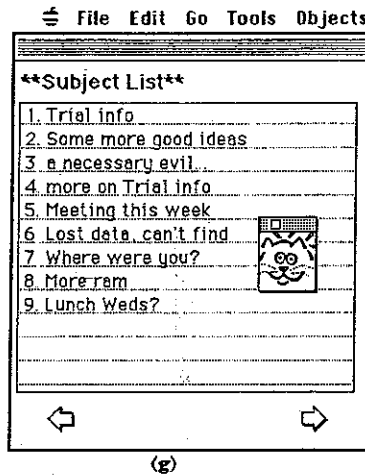 File Edit Go Tools Objects
**Subject List**
1. Trial info
2. Some more good ideas
3 a necessary evil...
4. more on Trial info
5. Meeting this week
6 Lost data, can't find
7 Where were you?
8 More ram
9. Lunch Weds?
(g)